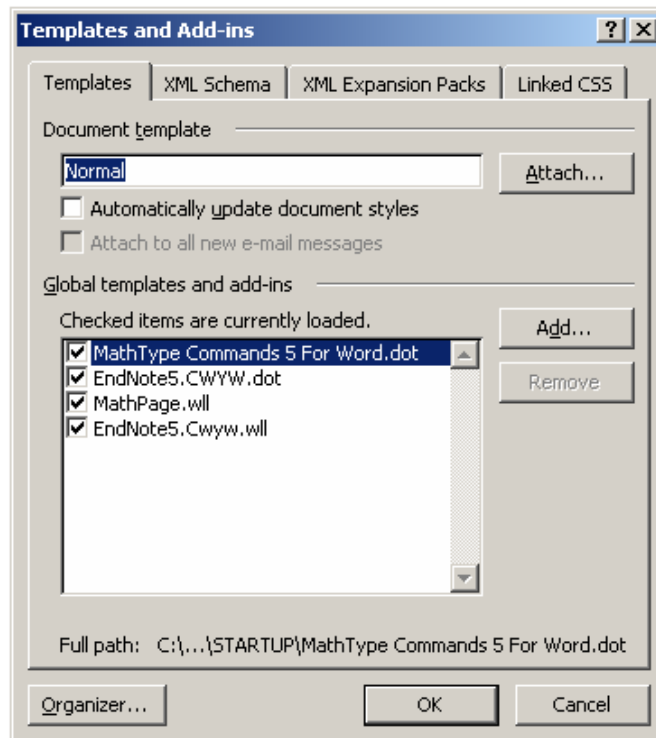 Templates and Add-ins
Templates XML Schema XML Expansion Packs Linked CSS
Document template
Normal Attach...
Automatically update document styles
Attach to all new e-mail messages
Global templates and add-ins
Checked items are currently loaded. Add...
MathType Commands 5 For Word.dot
EndNote5.CWYW.dot Remove
MathPage.wll
EndNote5.Cwyw.wll
Full path: C:\...\STARTUP\MathType Commands 5 For Word.dot
Organizer... OK Cancel